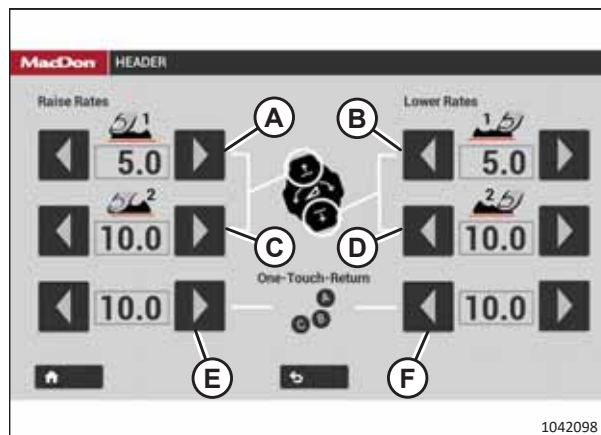 MacDon HEADER
Raise Rates Lower Rates
A B
1 1
5.0 5.0
2 2
10.0 10.0
C D
One-Touch-Return
A
B
C
10.0 10.0
E F
1042098